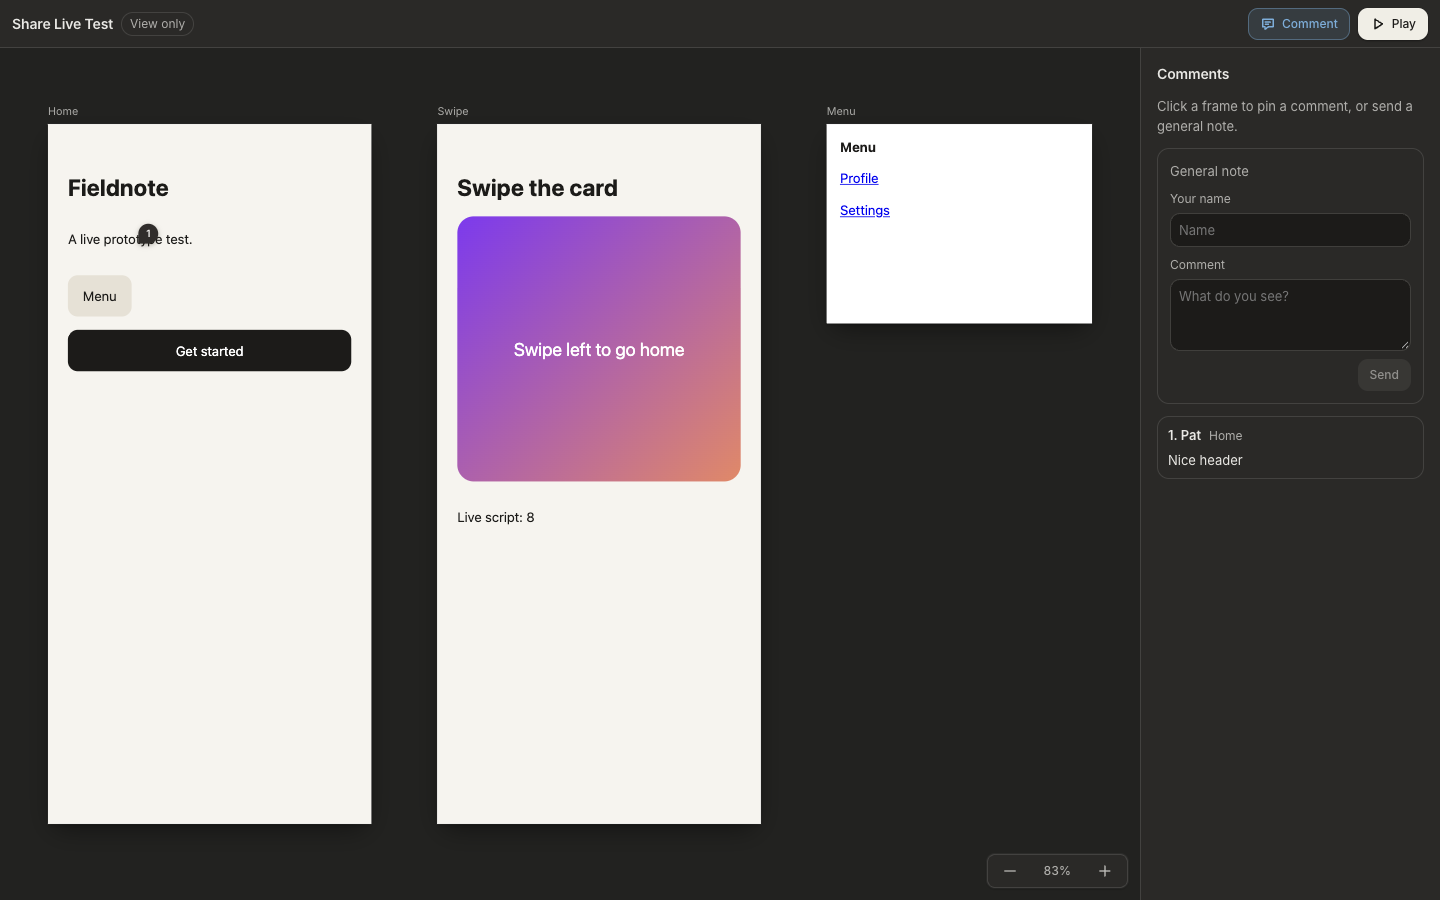 Share Live Test
View only
Comment
Play
Home
Fieldnote
A live prototype test.
1
Menu
Get started
Swipe
Swipe the card
Swipe left to go home
Live script: 8
Menu
Menu
Profile
Settings
83%
Comments
Click a frame to pin a comment, or send a
general note.
General note
Your name
Name
Comment
What do you see?
Send
1. Pat Home
Nice header